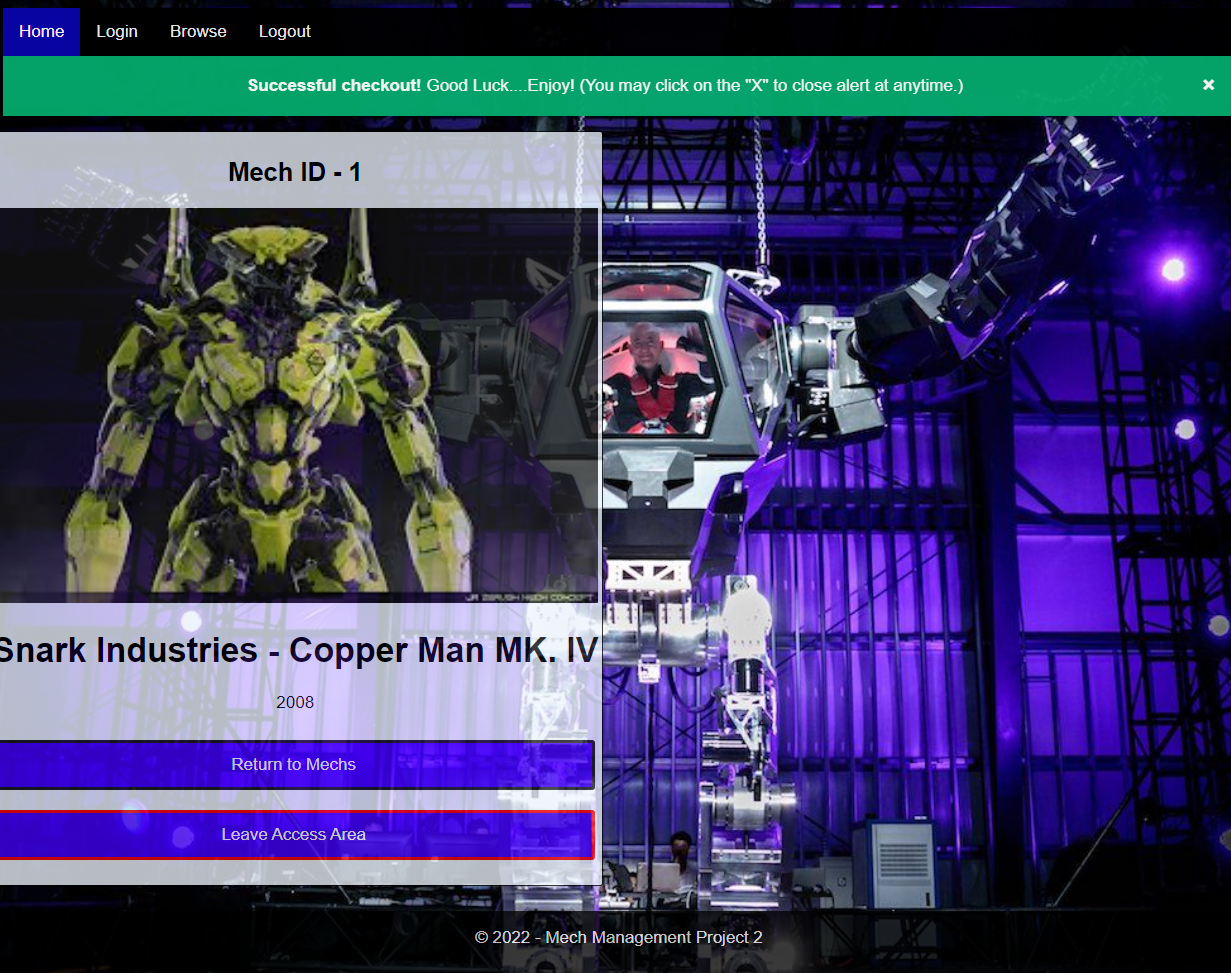 Home Login Browse Logout
Successful checkout! Good Luck....Enjoy! (You may click on the "X" to close alert at anytime.) ×
Mech ID - 1
JA ZBRUSH MECH CONCEPT
Snark Industries - Copper Man MK. IV
2008
Return to Mechs
Leave Access Area
© 2022 - Mech Management Project 2